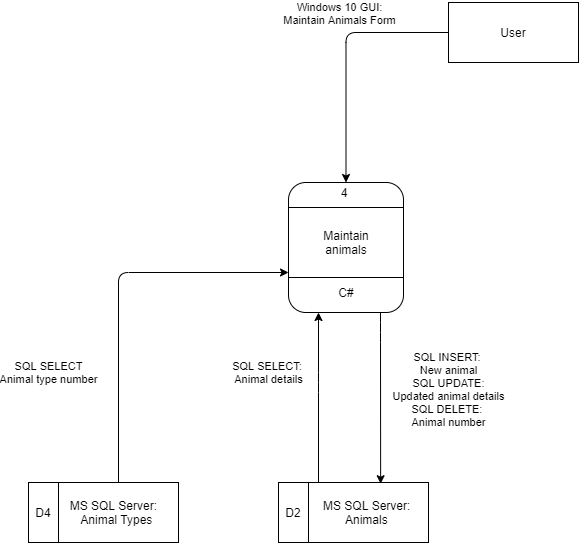 Windows 10 GUI:
Maintain Animals Form
User
4
Maintain
animals
C#
SQL SELECT
Animal type number
SQL SELECT:
Animal details
SQL INSERT:
New animal
SQL UPDATE:
Updated animal details
SQL DELETE:
Animal number
D4
MS SQL Server:
Animal Types
D2
MS SQL Server:
Animals